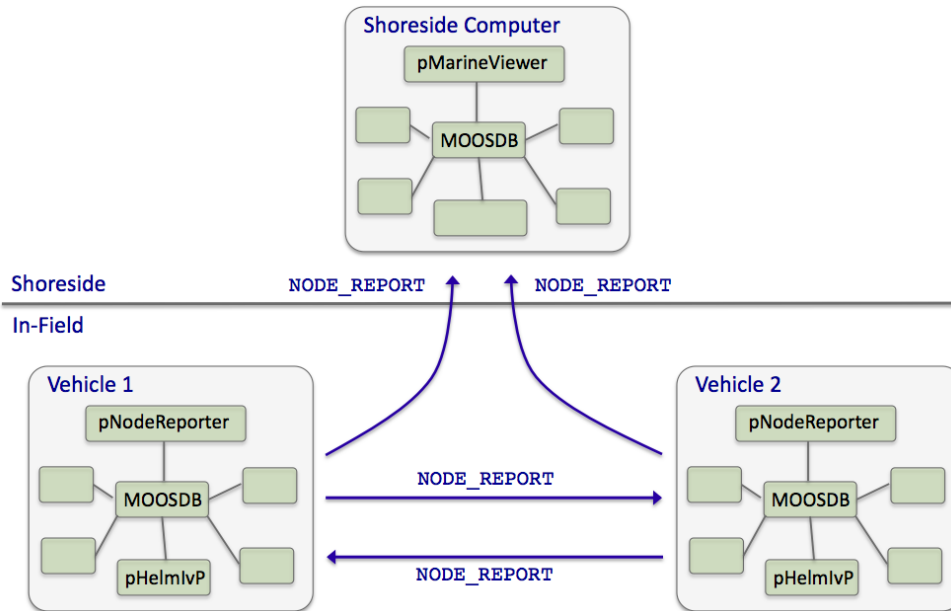 Shoreside Computer
pMarineViewer
MOOSDB
Shoreside
NODE_REPORT
NODE_REPORT
In-Field
Vehicle 1
pNodeReporter
MOOSDB
pHelmIvP
NODE_REPORT
NODE_REPORT
Vehicle 2
pNodeReporter
MOOSDB
pHelmIvP